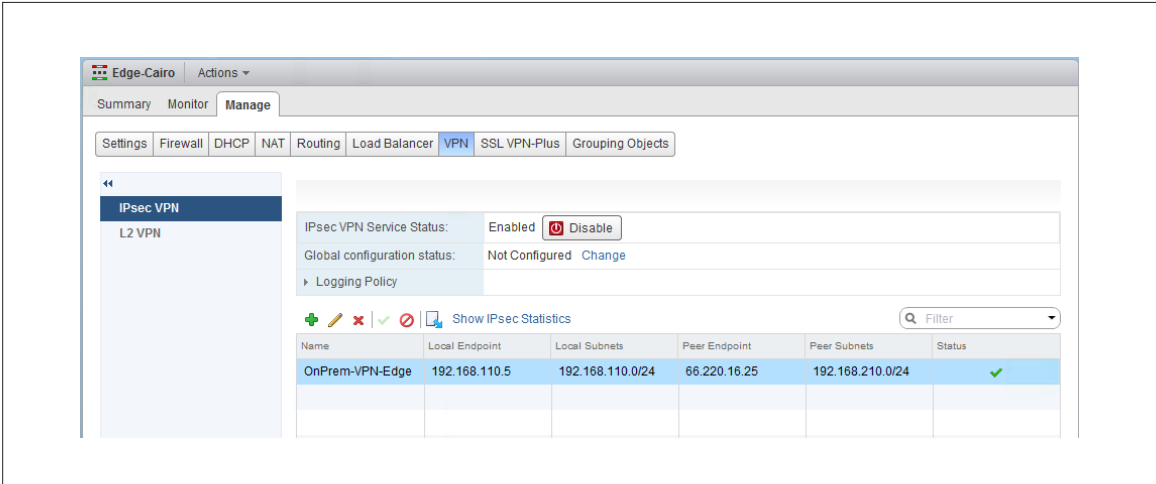 Edge-Cairo Actions
Summary Monitor Manage
Settings Firewall DHCP NAT Routing Load Balancer VPN SSL VPN-Plus Grouping Objects
IPsec VPN
L2 VPN
IPsec VPN Service Status: Enabled Disable
Global configuration status: Not Configured Change
Logging Policy
Show IPsec Statistics Filter
Name Local Endpoint Local Subnets Peer Endpoint Peer Subnets Status
OnPrem-VPN-Edge 192.168.110.5 192.168.110.0/24 66.220.16.25 192.168.210.0/24